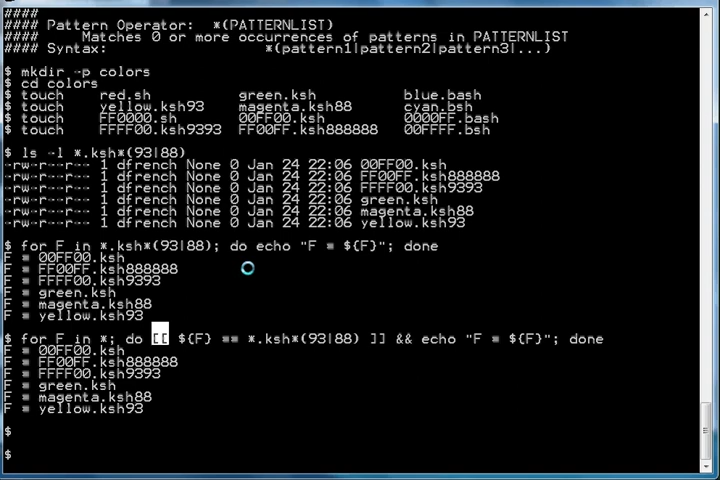 ####
#### Pattern Operator: *(PATTERNLIST)
#### Matches 0 or more occurrences of patterns in PATTERNLIST
#### Syntax: *(pattern1|pattern2|pattern3|...)
$ mkdir -p colors
$ cd colors
$ touch red.sh green.ksh blue.bash
$ touch yellow.ksh93 magenta.ksh88 cyan.bsh
$ touch FF0000.sh 00FF00.ksh 0000FF.bash
$ touch FFFF00.ksh9393 FF00FF.ksh888888 00FFFF.bsh
$ ls -l *.ksh*(93|88)
-rw-r--r-- 1 dfrench None 0 Jan 24 22:06 00FF00.ksh
-rw-r--r-- 1 dfrench None 0 Jan 24 22:06 FF00FF.ksh888888
-rw-r--r-- 1 dfrench None 0 Jan 24 22:06 FFFF00.ksh9393
-rw-r--r-- 1 dfrench None 0 Jan 24 22:06 green.ksh
-rw-r--r-- 1 dfrench None 0 Jan 24 22:06 magenta.ksh88
-rw-r--r-- 1 dfrench None 0 Jan 24 22:06 yellow.ksh93
$ for F in *.ksh*(93|88); do echo "F = ${F}"; done
F = 00FF00.ksh
F = FF00FF.ksh888888
F = FFFF00.ksh9393
F = green.ksh
F = magenta.ksh88
F = yellow.ksh93
$ for F in *; do [[ ${F} == *.ksh*(93|88) ]] && echo "F = ${F}"; done
F = 00FF00.ksh
F = FF00FF.ksh888888
F = FFFF00.ksh9393
F = green.ksh
F = magenta.ksh88
F = yellow.ksh93
$
$